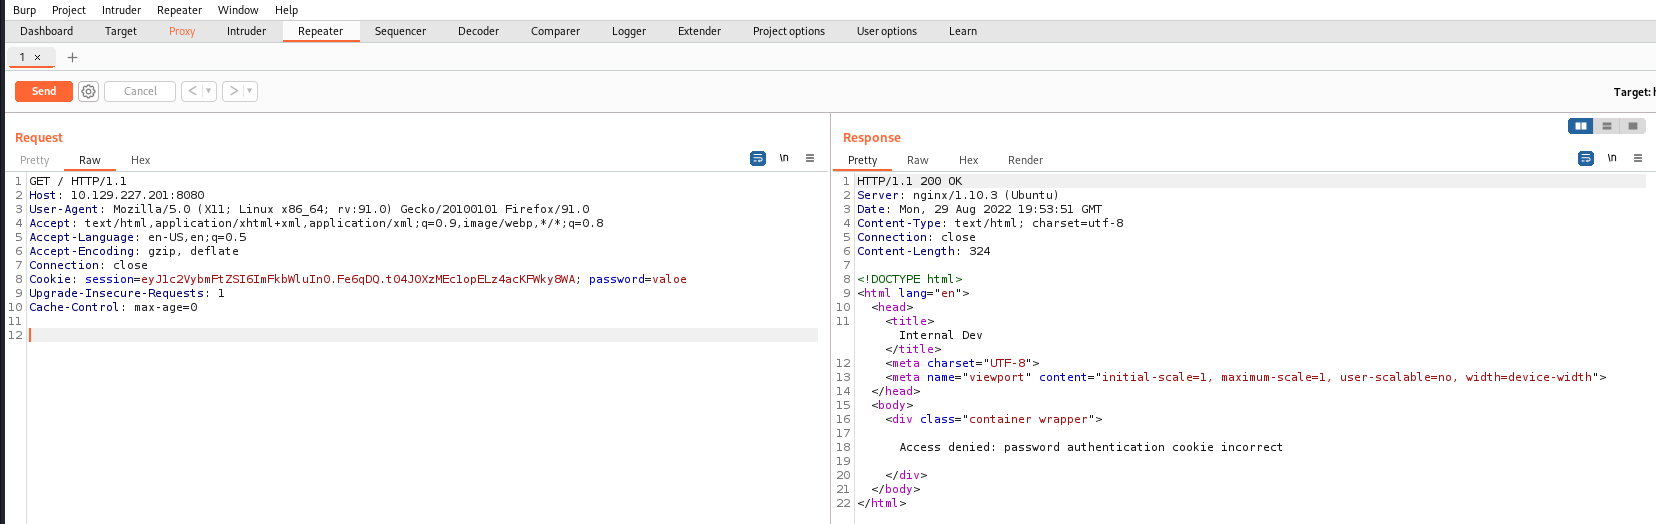 Burp Project Intruder Repeater Window Help
Dashboard Target Proxy Intruder Repeater Sequencer Decoder Comparer Logger Extender Project options User options Learn
1 × +
Send Cancel < ▾ > ▾
Target: h
Request
Pretty Raw Hex
\n
1 GET / HTTP/1.1
2 Host: 10.129.227.201:8080
3 User-Agent: Mozilla/5.0 (X11; Linux x86_64; rv:91.0) Gecko/20100101 Firefox/91.0
4 Accept: text/html,application/xhtml+xml,application/xml;q=0.9,image/webp,*/*;q=0.8
5 Accept-Language: en-US,en;q=0.5
6 Accept-Encoding: gzip, deflate
7 Connection: close
8 Cookie: session=eyJ1c2VybmFtZSI6ImFkbWluIn0.Fe6qDQ.t04J0XzMEc1opELz4acKFWky8WA; password=valoe
9 Upgrade-Insecure-Requests: 1
10 Cache-Control: max-age=0
11
12
Response
Pretty Raw Hex Render
\n
1 HTTP/1.1 200 OK
2 Server: nginx/1.10.3 (Ubuntu)
3 Date: Mon, 29 Aug 2022 19:53:51 GMT
4 Content-Type: text/html; charset=utf-8
5 Connection: close
6 Content-Length: 324
7
8 <!DOCTYPE html>
9 <html lang="en">
10 <head>
11 <title>
Internal Dev
</title>
12 <meta charset="UTF-8">
13 <meta name="viewport" content="initial-scale=1, maximum-scale=1, user-scalable=no, width=device-width">
14 </head>
15 <body>
16 <div class="container wrapper">
17
18 Access denied: password authentication cookie incorrect
19
20 </div>
21 </body>
22 </html>